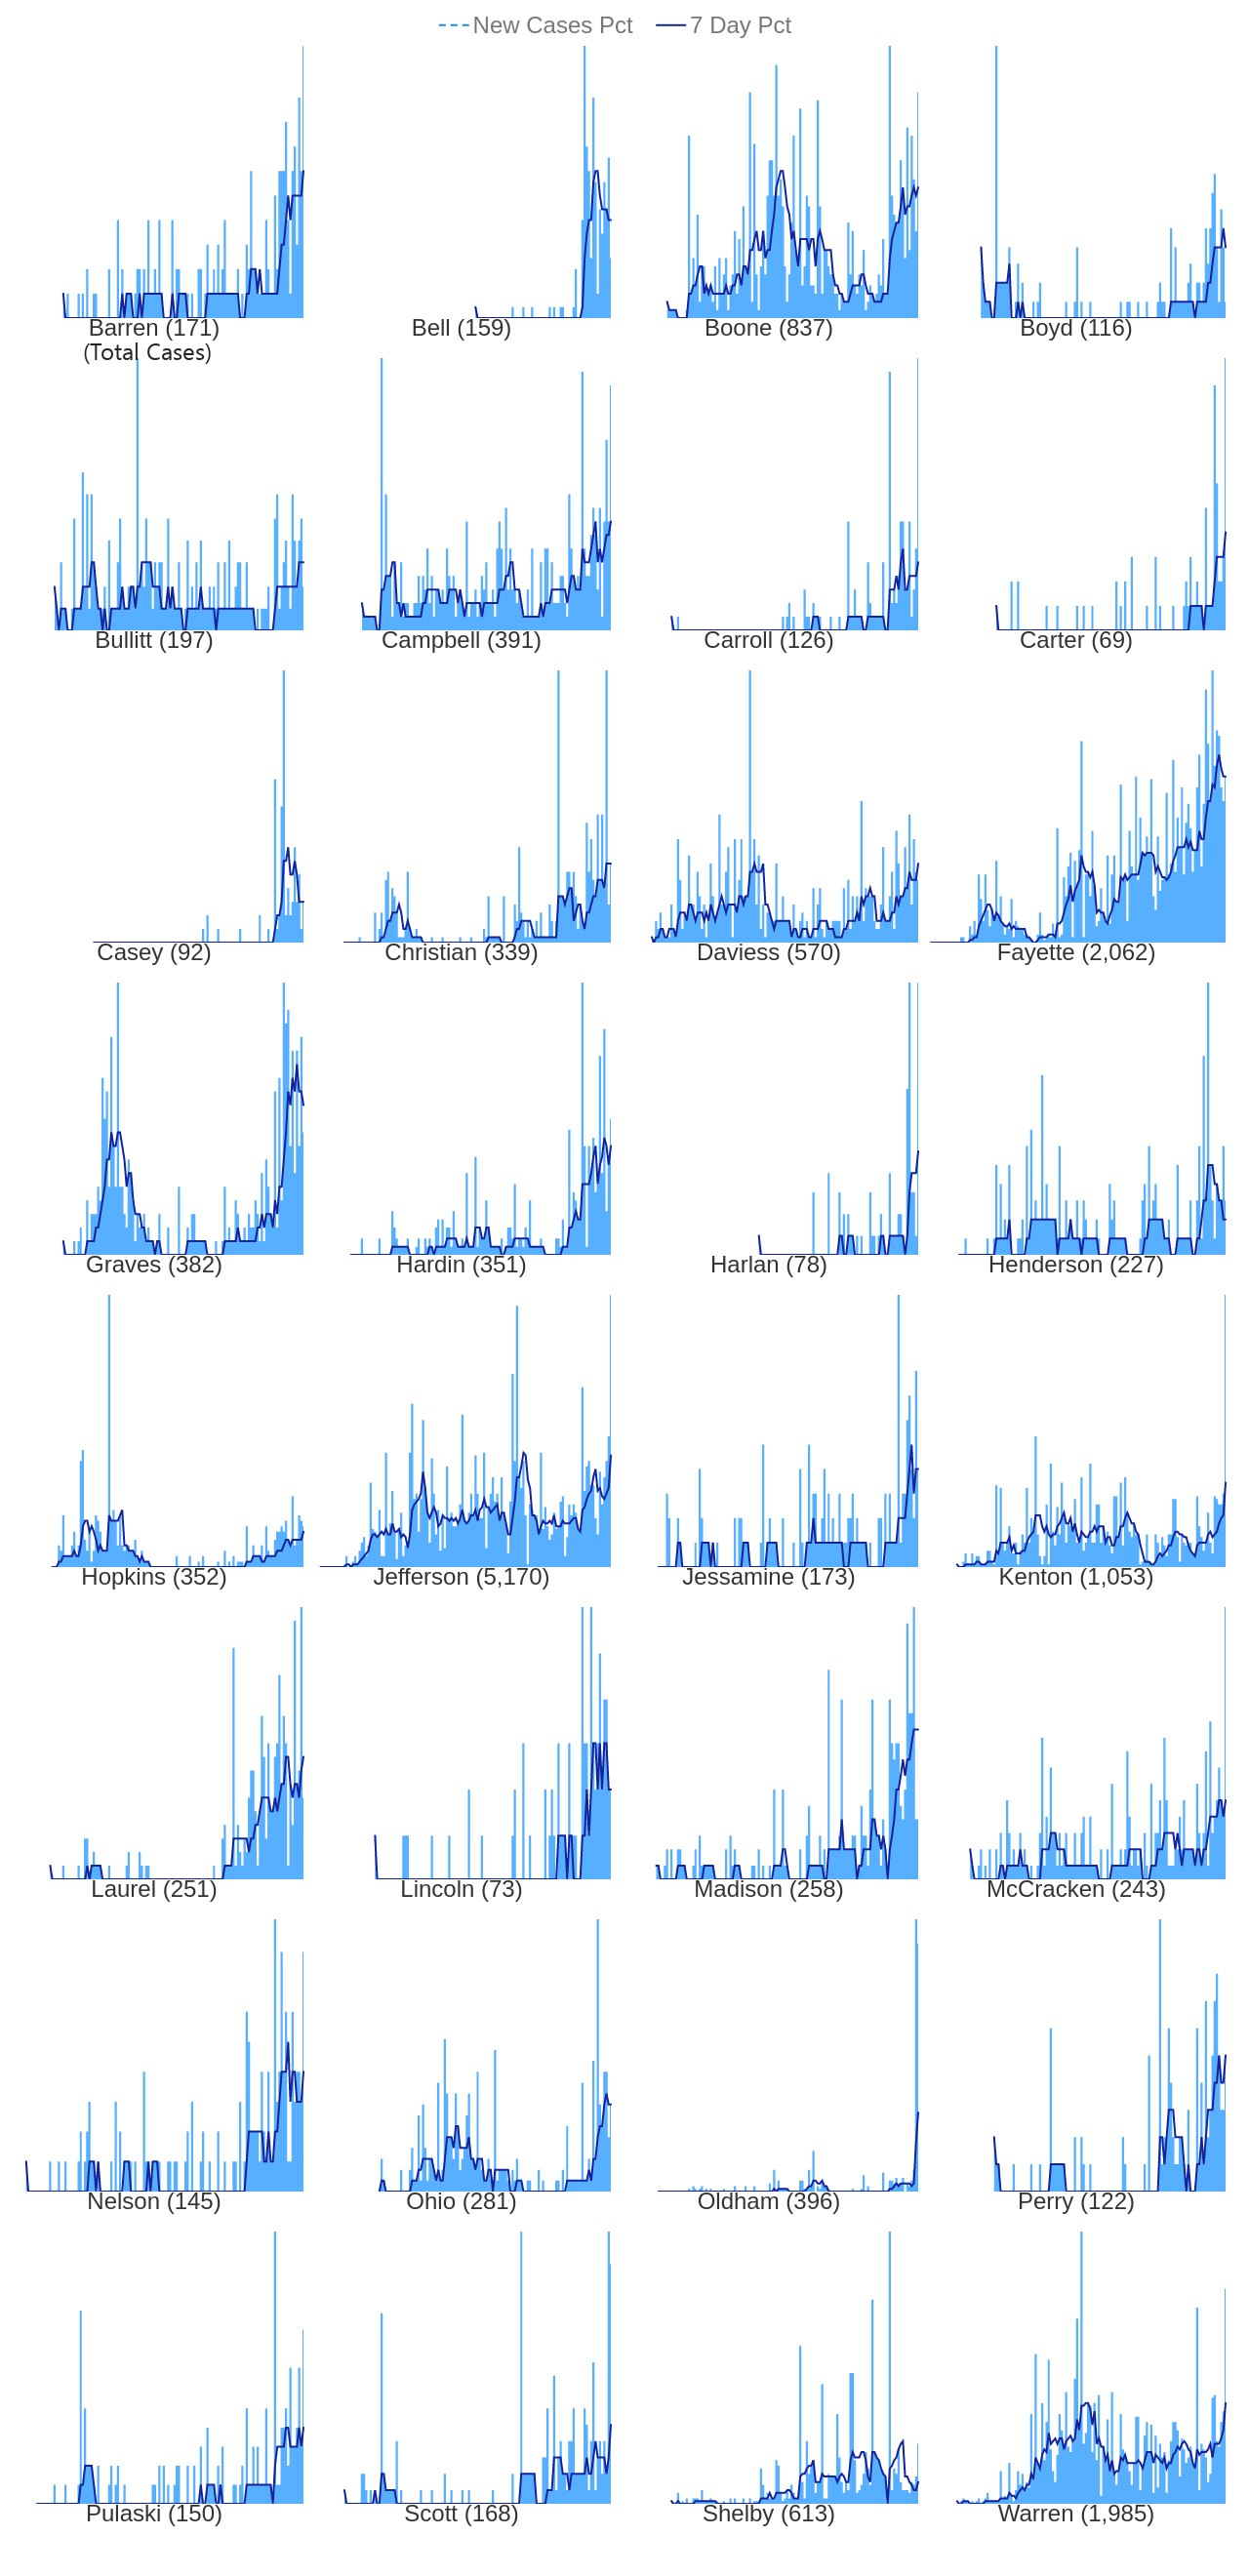 New Cases Pct 7 Day Pct
Barren (171) Bell (159) Boone (837) Boyd (116)
(Total Cases)
Bullitt (197) Campbell (391) Carroll (126) Carter (69)
Casey (92) Christian (339) Daviess (570) Fayette (2,062)
Graves (382) Hardin (351) Harlan (78) Henderson (227)
Hopkins (352) Jefferson (5,170) Jessamine (173) Kenton (1,053)
Laurel (251) Lincoln (73) Madison (258) McCracken (243)
Nelson (145) Ohio (281) Oldham (396) Perry (122)
Pulaski (150) Scott (168) Shelby (613) Warren (1,985)